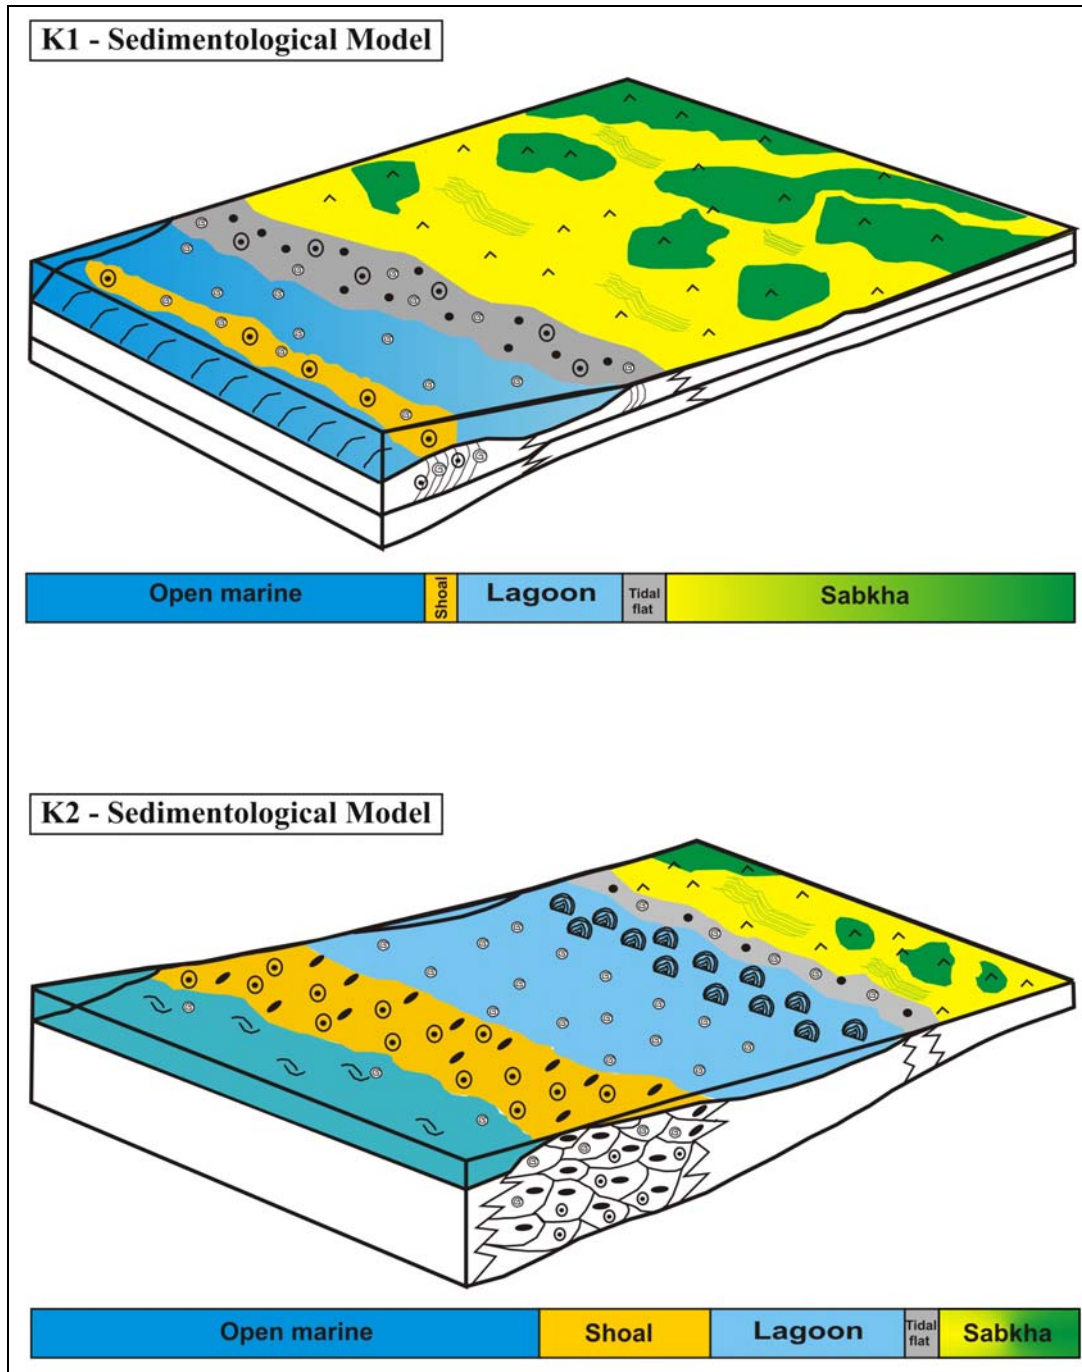 K1 - Sedimentological Model
Open marine
Shoal
Lagoon
Tidal
flat
Sabkha
K2 - Sedimentological Model
Open marine
Shoal
Lagoon
Tidal
flat
Sabkha